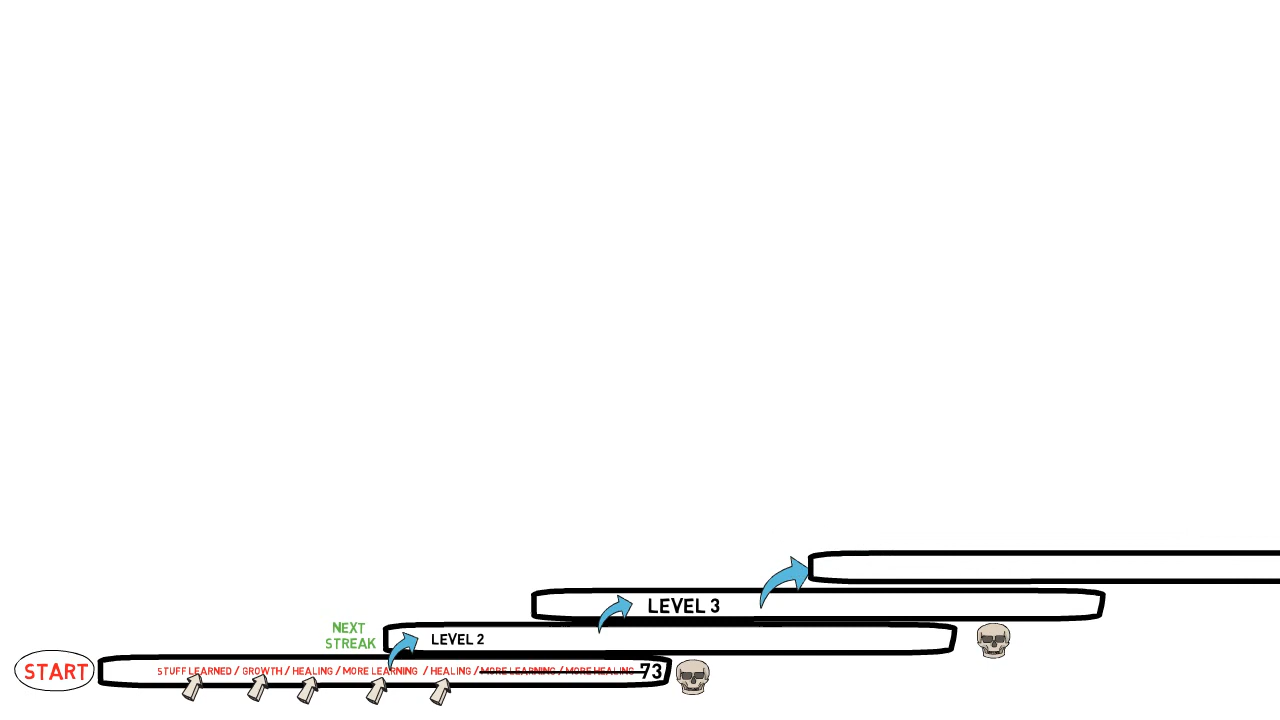 LEVEL 3
NEXT
STREAK
LEVEL 2
START
STUFF LEARNED / GROWTH / HEALING / MORE LEARNING / HEALING / MORE LEARNING / MORE HEALING 73